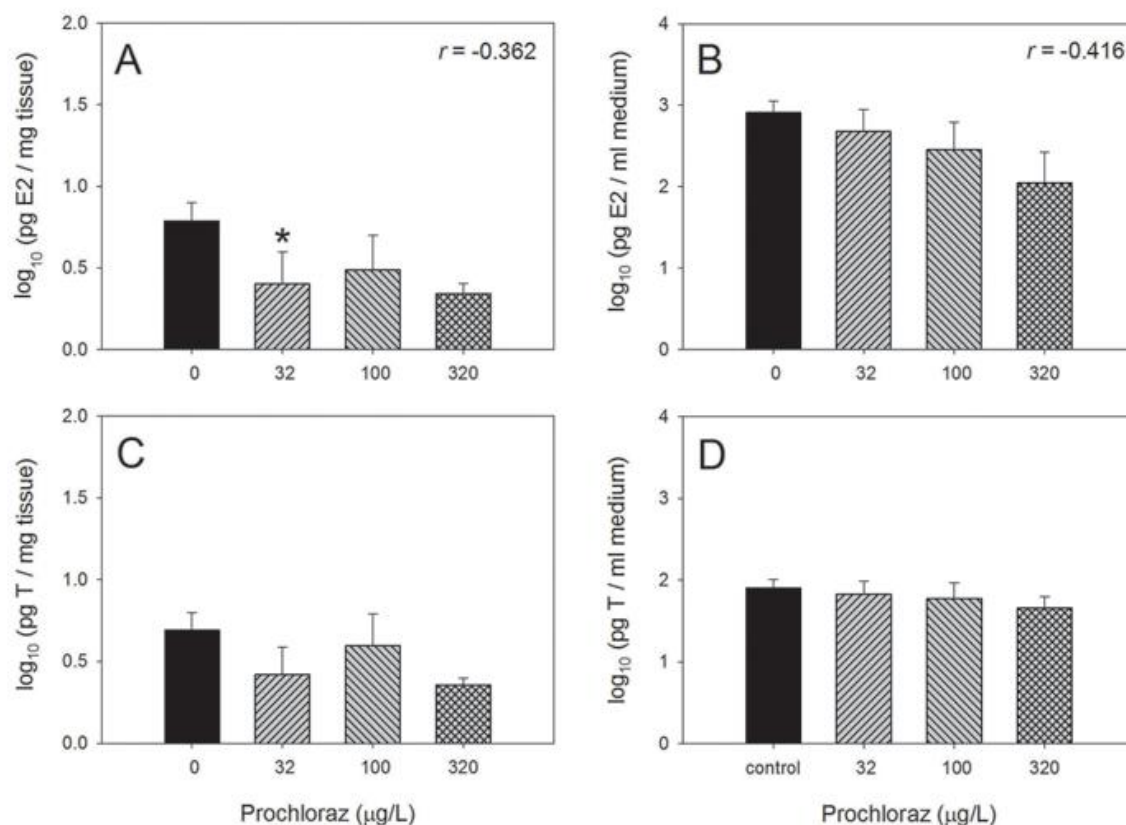 A
r = -0.362
log10 (pg E2 / mg tissue)
2.0
1.5
1.0
0.5
0.0
*
0 32 100 320
B
r = -0.416
log10 (pg E2 / ml medium)
4
3
2
1
0
0 32 100 320
C
log10 (pg T / mg tissue)
2.0
1.5
1.0
0.5
0.0
0 32 100 320
Prochloraz (μg/L)
D
log10 (pg T / ml medium)
4
3
2
1
0
control 32 100 320
Prochloraz (μg/L)